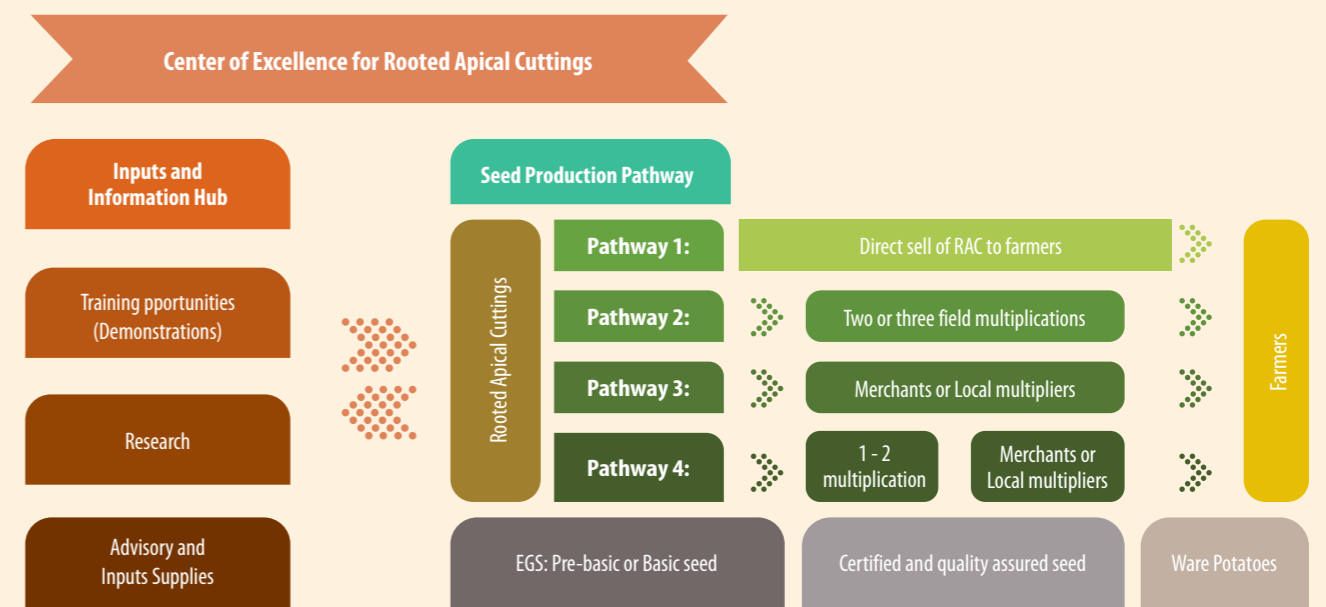 Center of Excellence for Rooted Apical Cuttings
Inputs and
Information Hub
Training pportunities
(Demonstrations)
Research
Advisory and
Inputs Supplies
Seed Production Pathway
Rooted Apical Cuttings
Pathway 1:
Direct sell of RAC to farmers
Pathway 2:
Two or three field multiplications
Pathway 3:
Merchants or Local multipliers
Pathway 4:
1 - 2
multiplication
Merchants or
Local multipliers
Farmers
EGS: Pre-basic or Basic seed
Certified and quality assured seed
Ware Potatoes